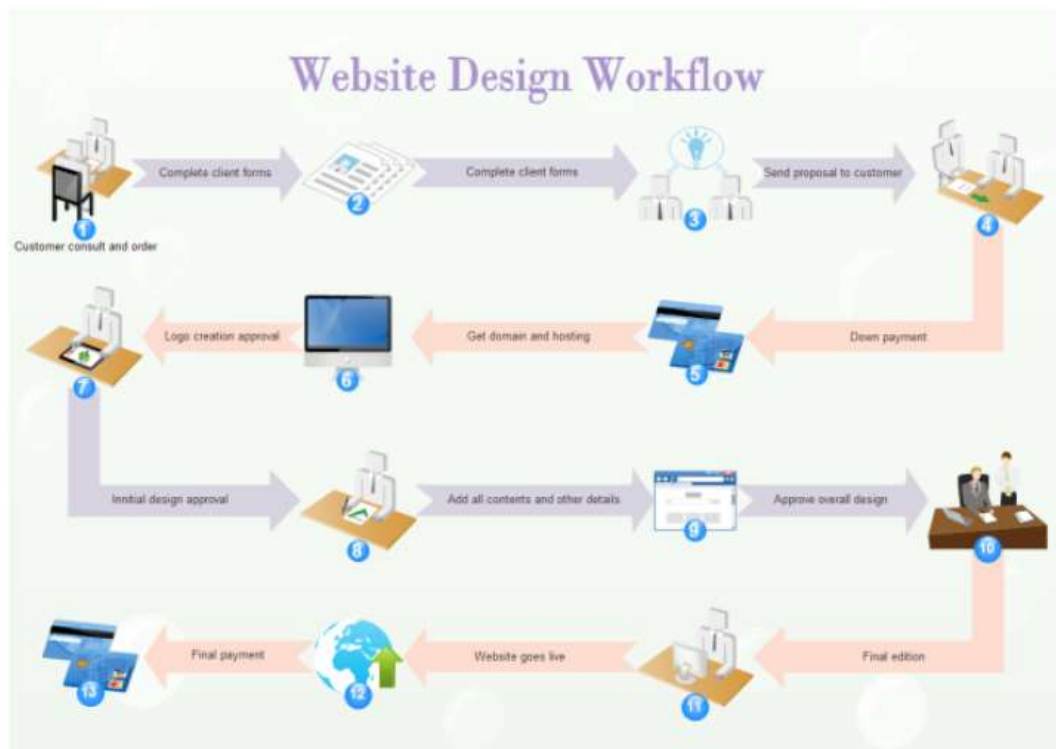 Website Design Workflow
Complete client forms
Complete client forms
Send proposal to customer
1
2
3
4
Customer consult and order
Logo creation approval
Get domain and hosting
Down payment
7
6
5
Innitial design approval
Add all contents and other details
Approve overall design
8
9
10
Final payment
Website goes live
Final edition
13
12
11